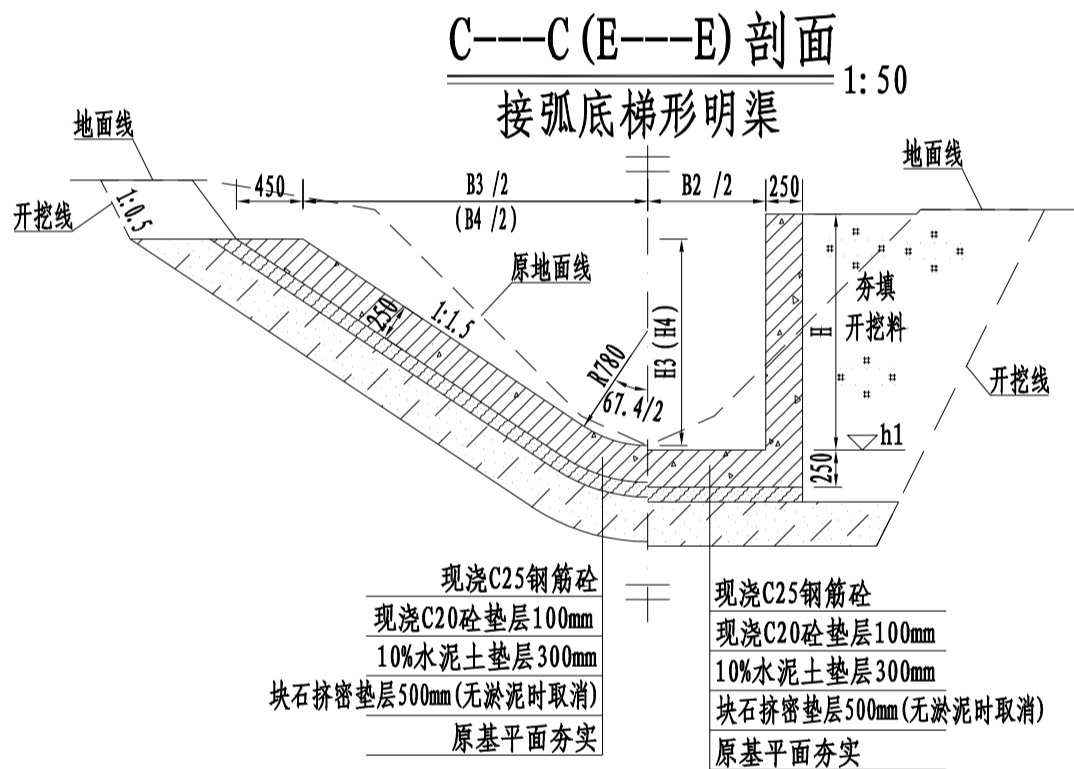 C---C(E---E)剖面
1:50
接弧底梯形明渠
地面线
开挖线
1:0.5
450
B3 /2
(B4 /2)
B2 /2
250
地面线
原地面线
1:1.5
250
R780
67.4/2
H3(H4)
H
夯填
开挖料
开挖线
h1
250
现浇C25钢筋砼
现浇C20砼垫层100mm
10%水泥土垫层300mm
块石挤密垫层500mm(无淤泥时取消)
原基平面夯实
现浇C25钢筋砼
现浇C20砼垫层100mm
10%水泥土垫层300mm
块石挤密垫层500mm(无淤泥时取消)
原基平面夯实